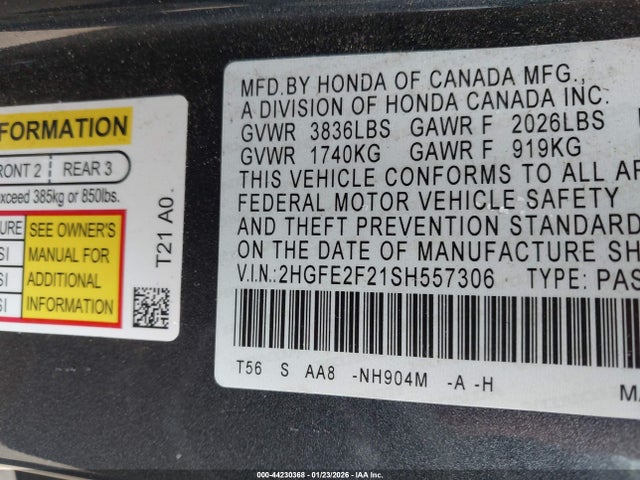 FORMATION
RONT 2 | REAR 3
exceed 385kg or 850lbs.
URE SEE OWNER'S
SI MANUAL FOR
SI ADDITIONAL
SI INFORMATION
T21 A0
MFD.BY HONDA OF CANADA MFG.,
A DIVISION OF HONDA CANADA INC.
GVWR 3836LBS GAWR F 2026LBS
GVWR 1740KG GAWR F 919KG
THIS VEHICLE CONFORMS TO ALL AP
FEDERAL MOTOR VEHICLE SAFETY
AND THEFT PREVENTION STANDARD
ON THE DATE OF MANUFACTURE SH
V.I.N.:2HGFE2F21SH557306 TYPE: PAS
T56 S AA8 -NH904M -A -H
MA
000-44230368 - 01/23/2026 - IAA Inc.